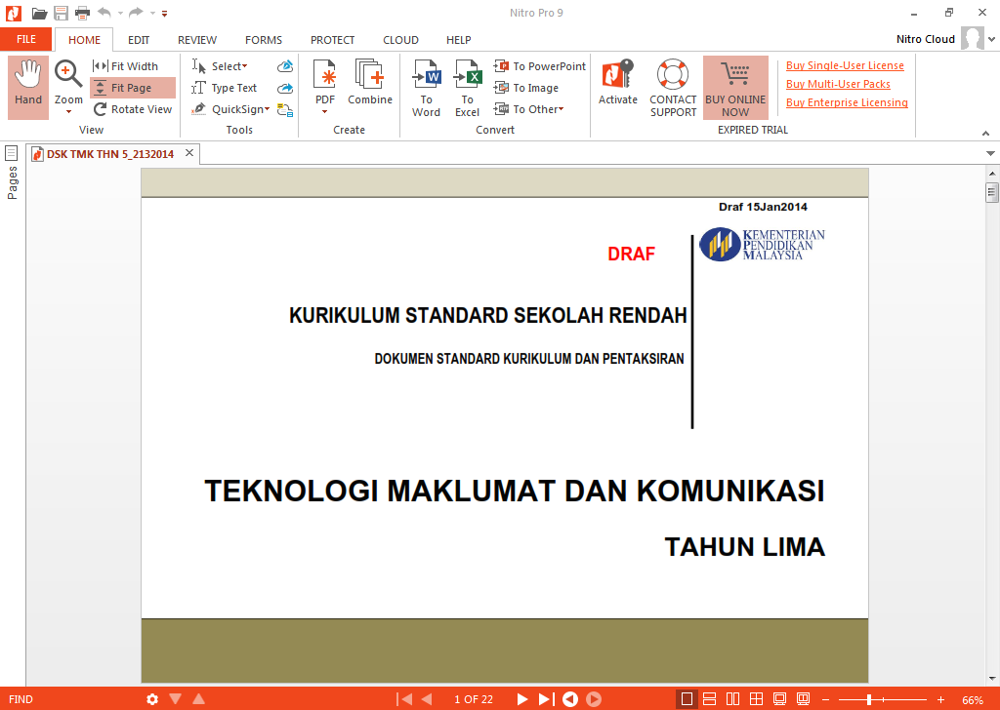 Nitro Pro 9
FILE HOME EDIT REVIEW FORMS PROTECT CLOUD HELP Nitro Cloud
Hand
Zoom
Fit Width
Fit Page
Rotate View
View
Select
Type Text
QuickSign
Tools
PDF
Combine
Create
To Word
To Excel
To PowerPoint
To Image
To Other
Convert
Activate
CONTACT SUPPORT
BUY ONLINE NOW
Buy Single-User License
Buy Multi-User Packs
Buy Enterprise Licensing
EXPIRED TRIAL
DSK TMK THN 5_2132014
Pages
Draf 15Jan2014
KEMENTERIAN
PENDIDIKAN
MALAYSIA
DRAF
KURIKULUM STANDARD SEKOLAH RENDAH
DOKUMEN STANDARD KURIKULUM DAN PENTAKSIRAN
TEKNOLOGI MAKLUMAT DAN KOMUNIKASI
TAHUN LIMA
FIND 1 OF 22 66%